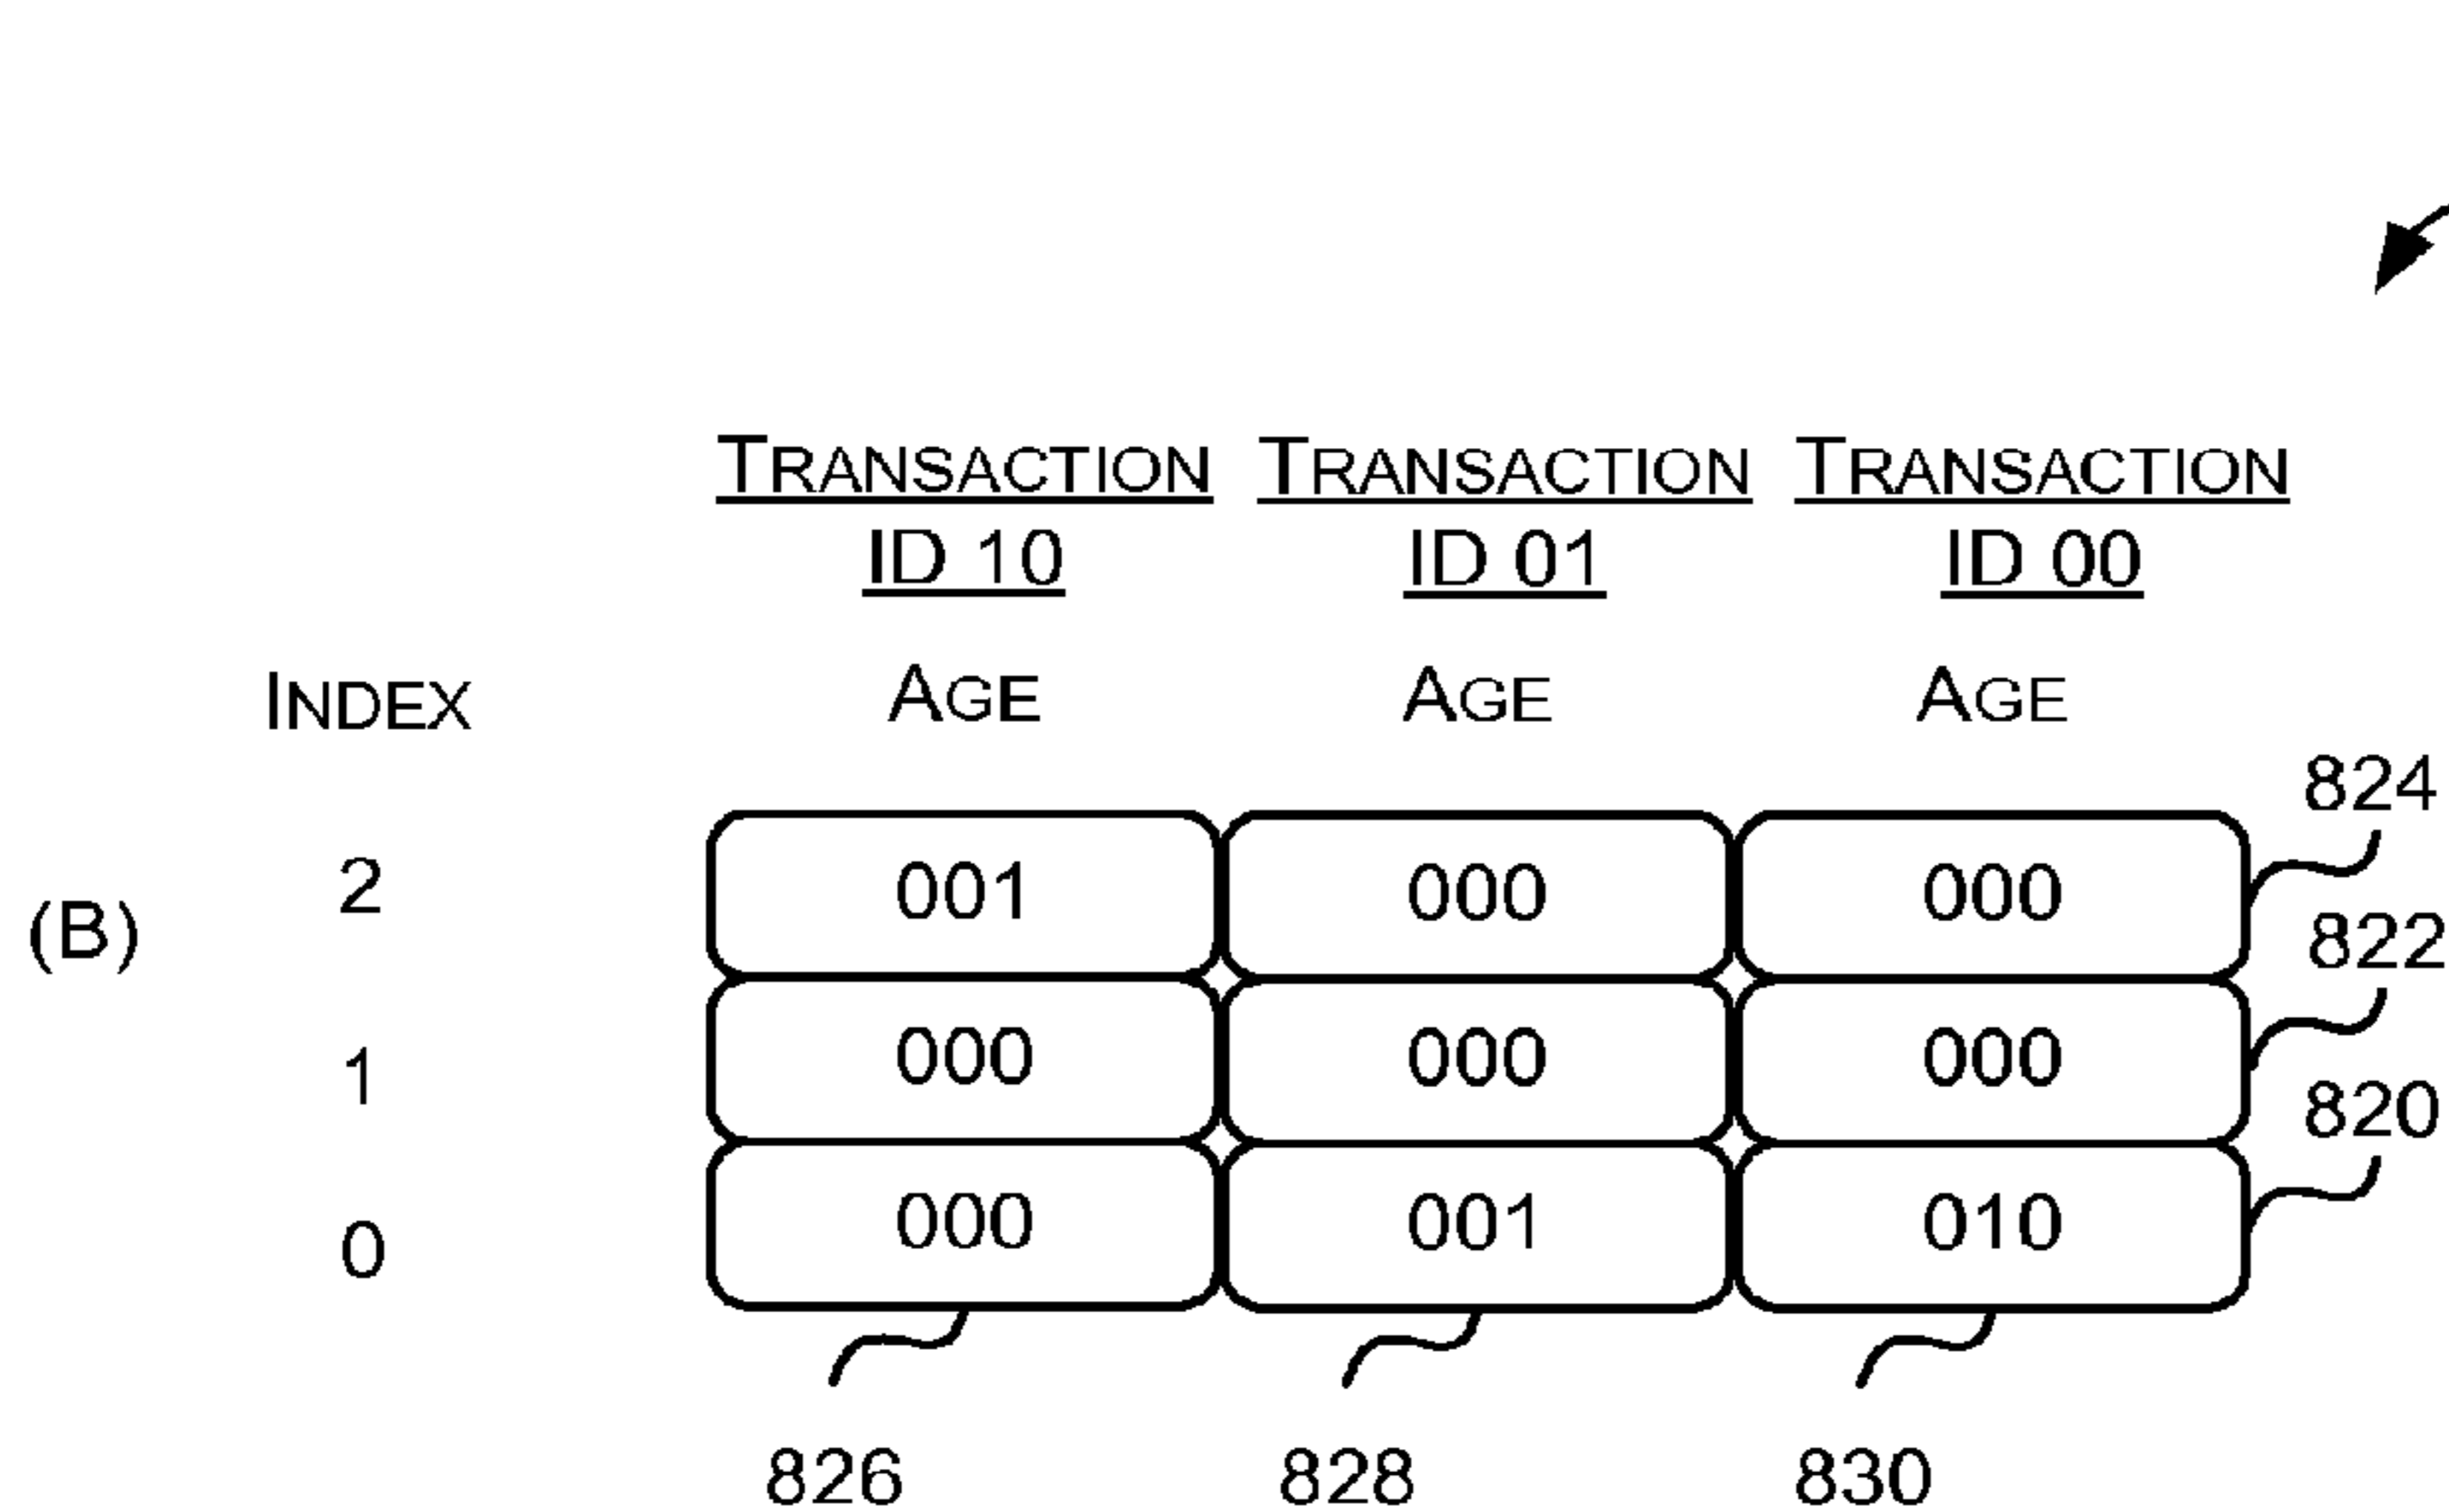 TRANSACTION TRANSACTION TRANSACTION
ID 10 ID 01 ID 00
INDEX AGE AGE AGE
824
2 001 000 000
(B) 822
1 000 000 000
820
0 000 001 010
826 828 830